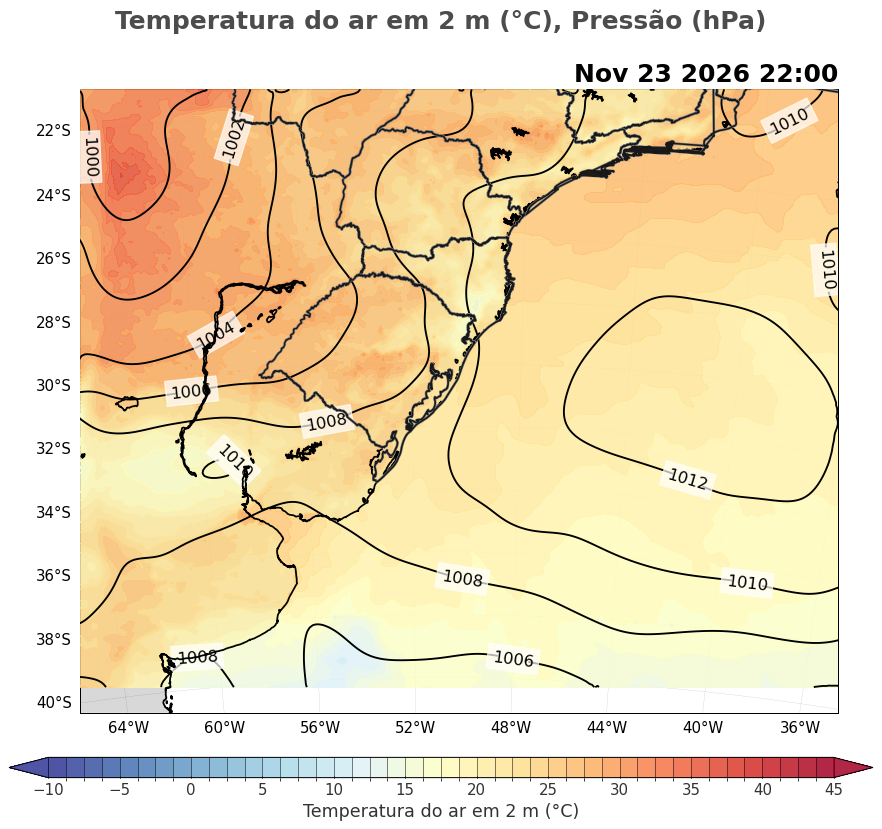 Temperatura do ar em 2 m (°C), Pressão (hPa)
Nov 23 2026 22:00
22°S
24°S
26°S
28°S
30°S
32°S
34°S
36°S
38°S
40°S
1000
1002
1010
1010
1004
1006
1008
1010
1012
1008
1010
1008
1006
64°W 60°W 56°W 52°W 48°W 44°W 40°W 36°W
−10 −5 0 5 10 15 20 25 30 35 40 45
Temperatura do ar em 2 m (°C)